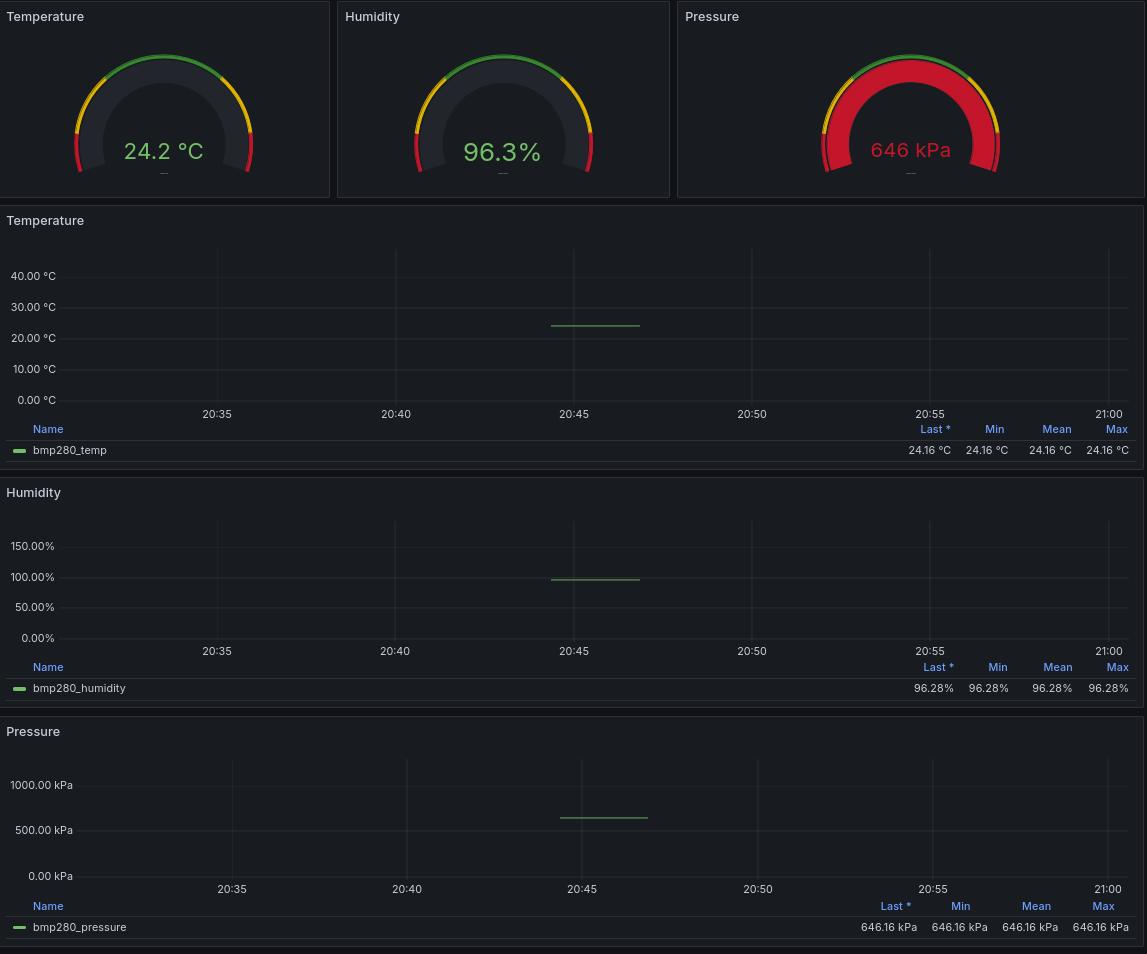 Temperature
Humidity
Pressure
24.2 °C
96.3%
646 kPa
Temperature
40.00 °C
30.00 °C
20.00 °C
10.00 °C
0.00 °C
20:35 20:40 20:45 20:50 20:55 21:00
Name Last * Min Mean Max
bmp280_temp 24.16 °C 24.16 °C 24.16 °C 24.16 °C
Humidity
150.00%
100.00%
50.00%
0.00%
20:35 20:40 20:45 20:50 20:55 21:00
Name Last * Min Mean Max
bmp280_humidity 96.28% 96.28% 96.28% 96.28%
Pressure
1000.00 kPa
500.00 kPa
0.00 kPa
20:35 20:40 20:45 20:50 20:55 21:00
Name Last * Min Mean Max
bmp280_pressure 646.16 kPa 646.16 kPa 646.16 kPa 646.16 kPa